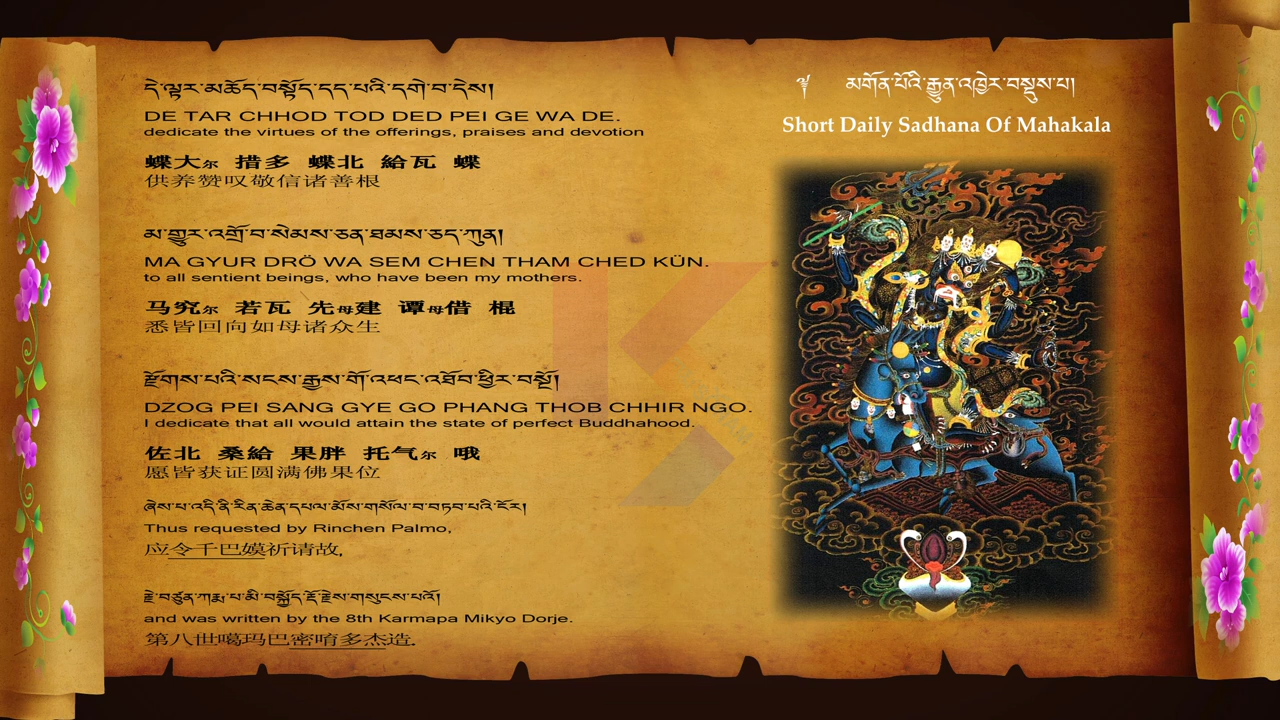 དེ་ལྟར་མཆོད་བསྟོད་དད་པའི་དགེ་བ་དེས།
DE TAR CHHOD TOD DED PEI GE WA DE.
dedicate the virtues of the offerings, praises and devotion
蝶大尔 措多 蝶北 給瓦 蝶
供养赞叹敬信诸善根
མ་གྱུར་འགྲོ་བ་སེམས་ཅན་ཐམས་ཅད་ཀུན།
MA GYUR DRÖ WA SEM CHEN THAM CHED KÜN.
to all sentient beings, who have been my mothers.
马究尔 若瓦 先母建 谭母借 棍
悉皆回向如母诸众生
རྫོགས་པའི་སངས་རྒྱས་གོ་འཕང་འཐོབ་ཕྱིར་བསྔོ།
DZOG PEI SANG GYE GO PHANG THOB CHHIR NGO.
I dedicate that all would attain the state of perfect Buddhahood.
佐北 桑給 果胖 托气尔 哦
愿皆获证圆满佛果位
ཞེས་པ་འདི་ནི་རིན་ཆེན་དཔལ་མོས་གསོལ་བ་བཏབ་པའི་ངོར།
Thus requested by Rinchen Palmo,
应令千巴嫫祈请故,
རྗེ་བཙུན་ཀརྨ་པ་མི་བསྐྱོད་རྡོ་རྗེས་གསུངས་པའོ།
and was written by the 8th Karmapa Mikyo Dorje.
第八世噶玛巴密唷多杰造.
༄ མགོན་པོའི་རྒྱུན་འཁྱེར་བསྡུས་པ།
Short Daily Sadhana Of Mahakala